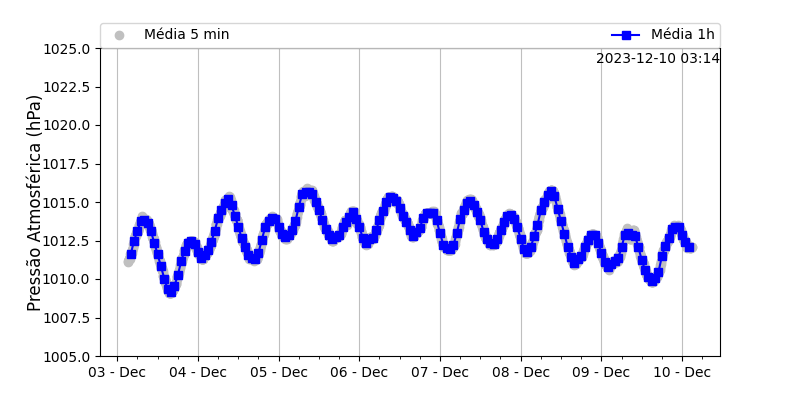 Média 5 min
Média 1h
2023-12-10 03:14
Pressão Atmosférica (hPa)
1025.0
1022.5
1020.0
1017.5
1015.0
1012.5
1010.0
1007.5
1005.0
03 - Dec
04 - Dec
05 - Dec
06 - Dec
07 - Dec
08 - Dec
09 - Dec
10 - Dec